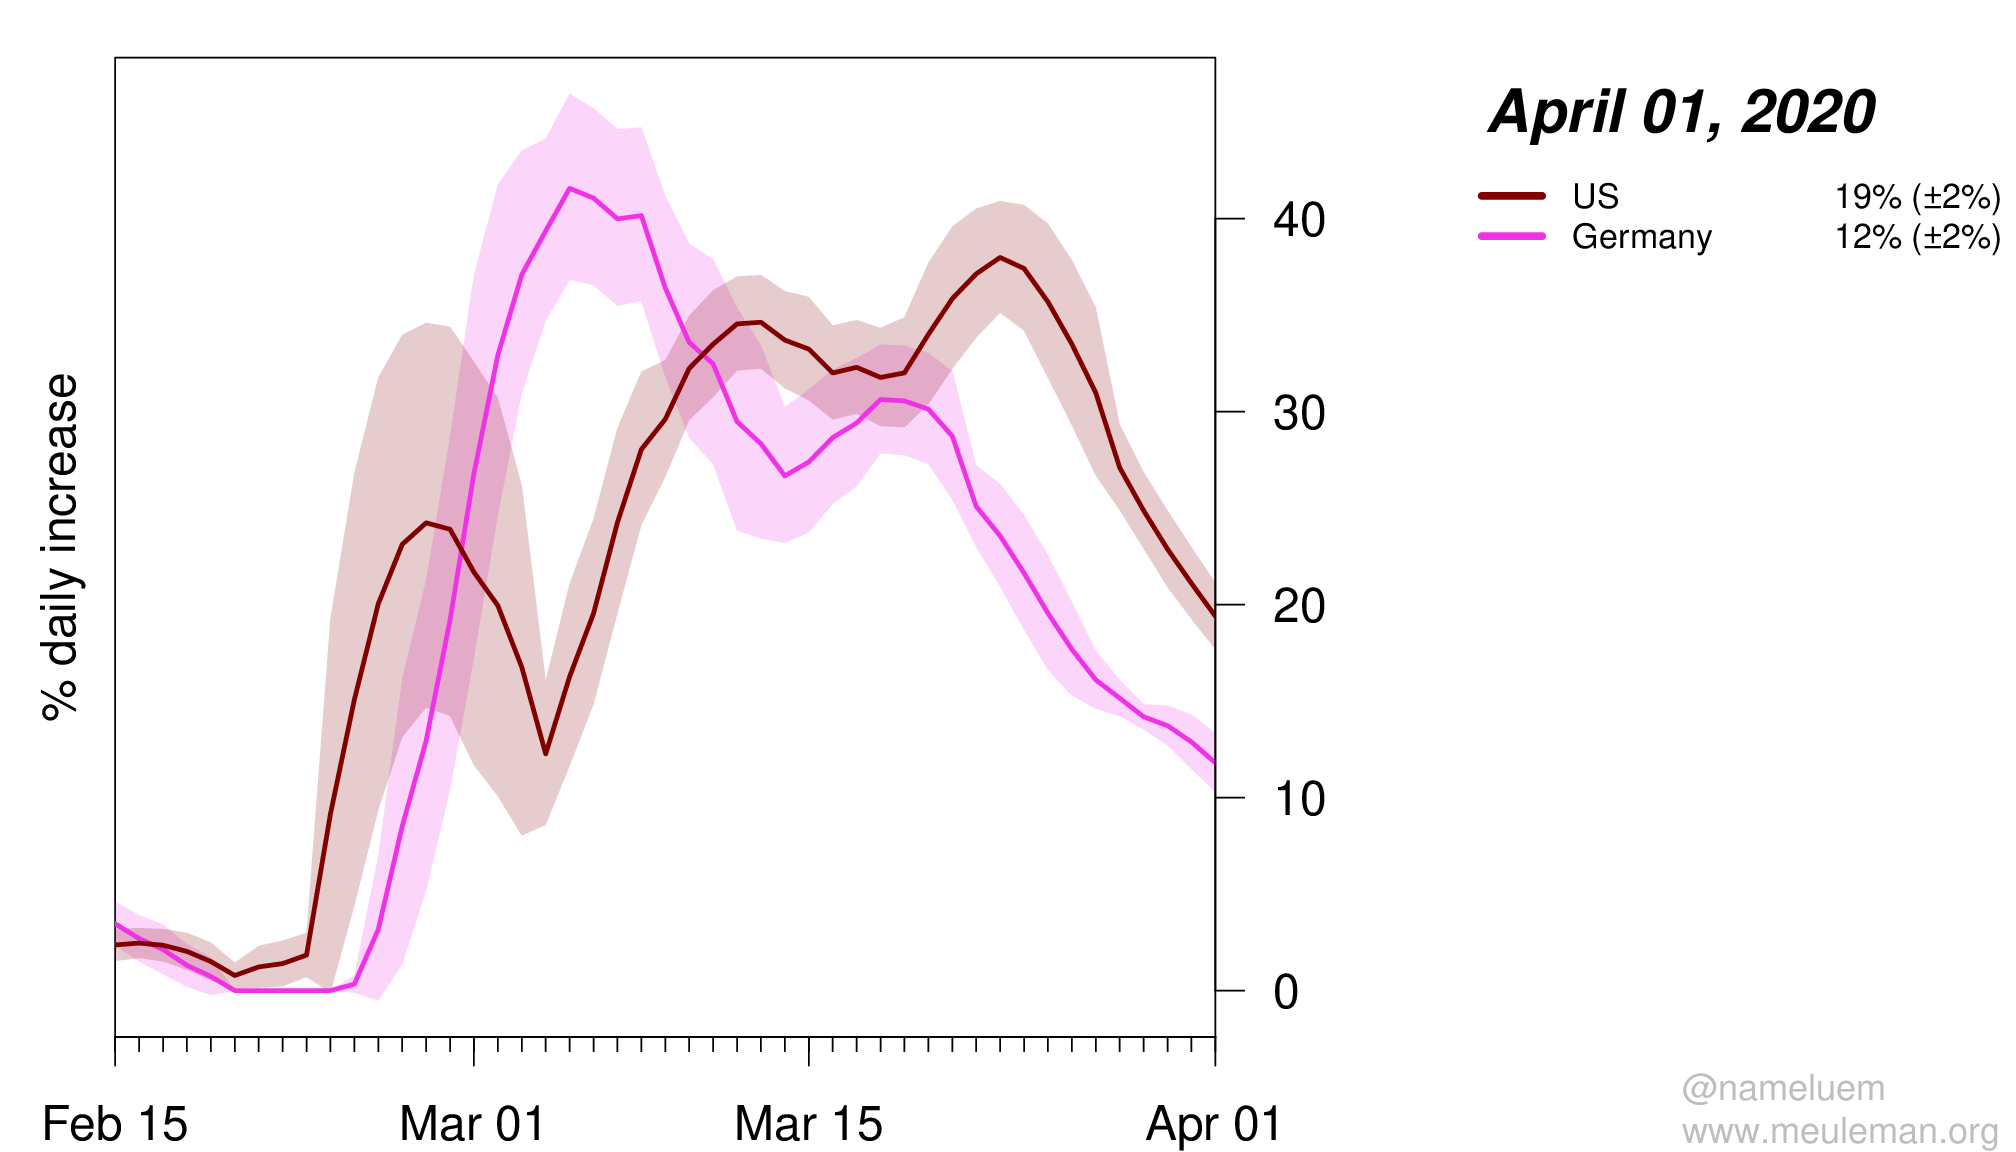 April 01, 2020
US 19% (±2%)
Germany 12% (±2%)
% daily increase
40
30
20
10
0
Feb 15 Mar 01 Mar 15 Apr 01
@nameluem
www.meuleman.org